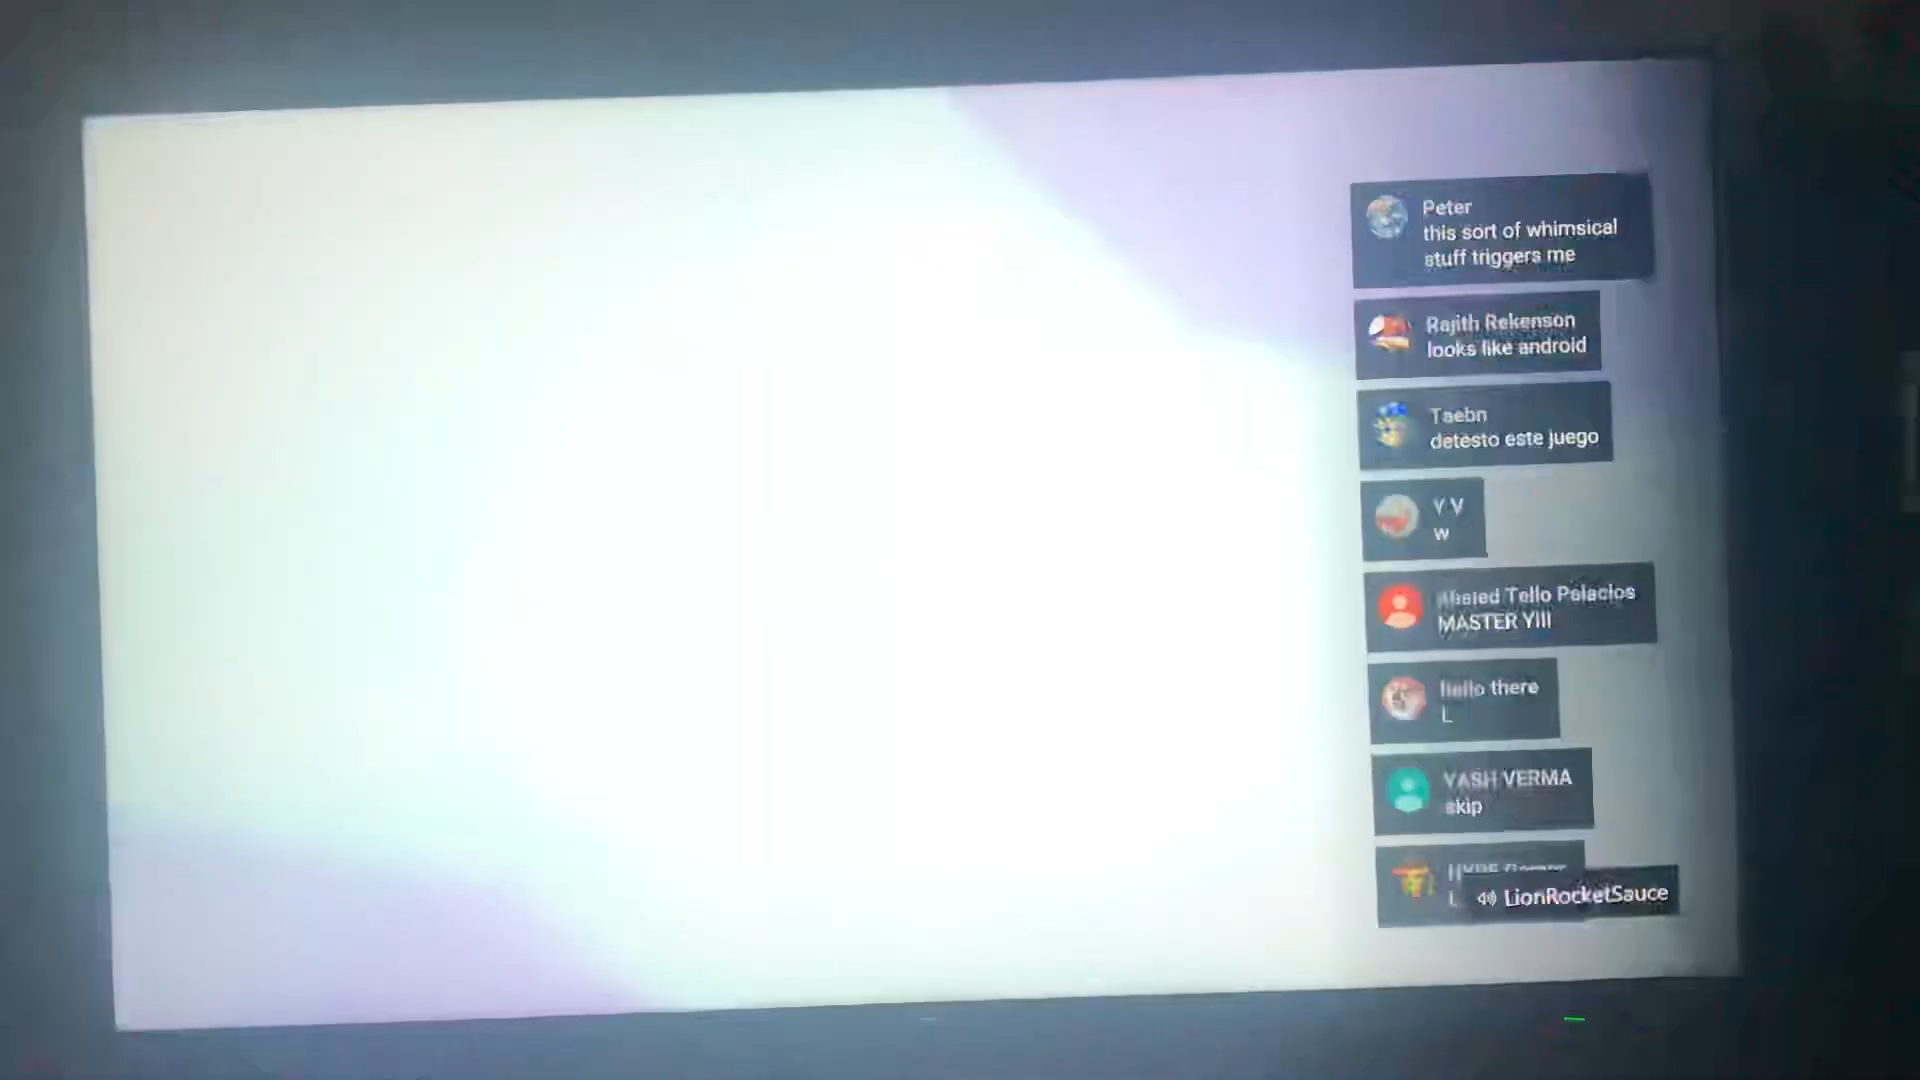 Peter
this sort of whimsical
stuff triggers me
Rajith Rekenson
looks like android
Taebn
detesto este juego
Y V
w
Tello Palacios
MASTER YIII
hello there
L
YASH VERMA
skip
HYPE
L
LionRocketSauce